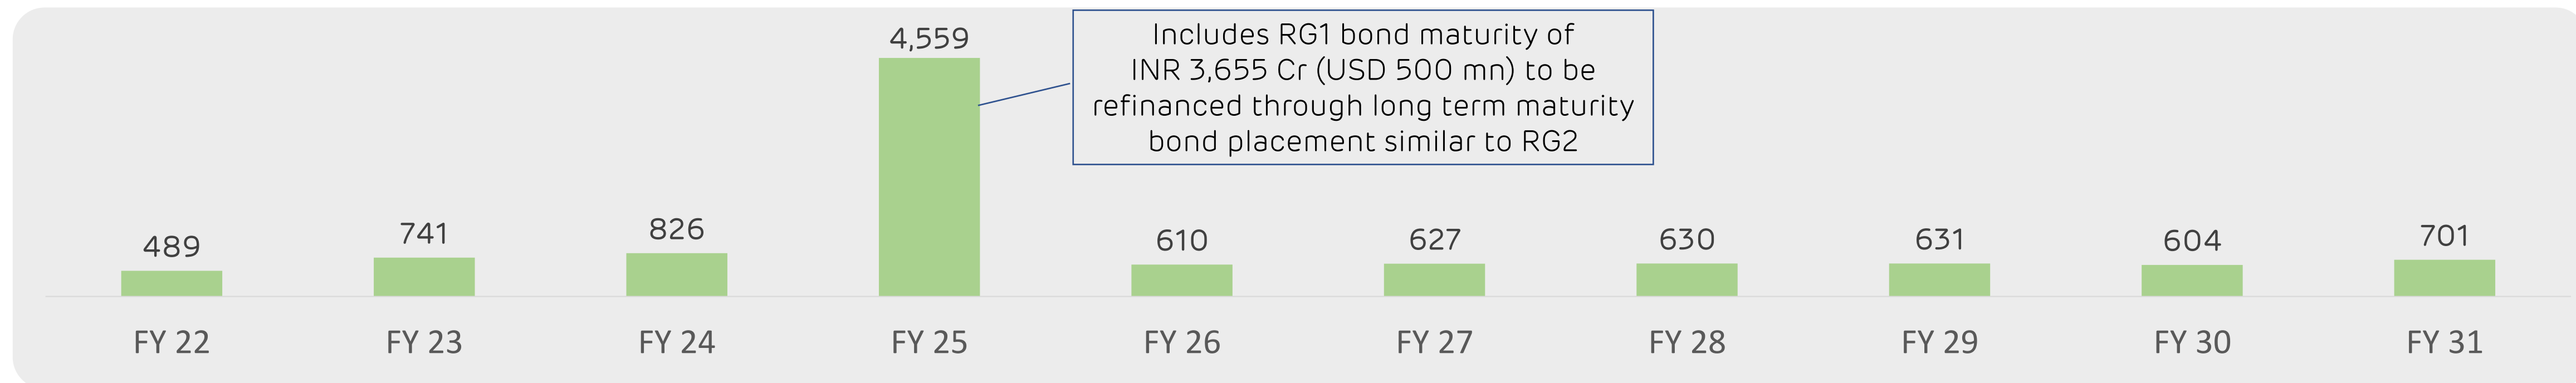 4,559
Includes RG1 bond maturity of
INR 3,655 Cr (USD 500 mn) to be
refinanced through long term maturity
bond placement similar to RG2
489
741
826
610
627
630
631
604
701
FY 22
FY 23
FY 24
FY 25
FY 26
FY 27
FY 28
FY 29
FY 30
FY 31